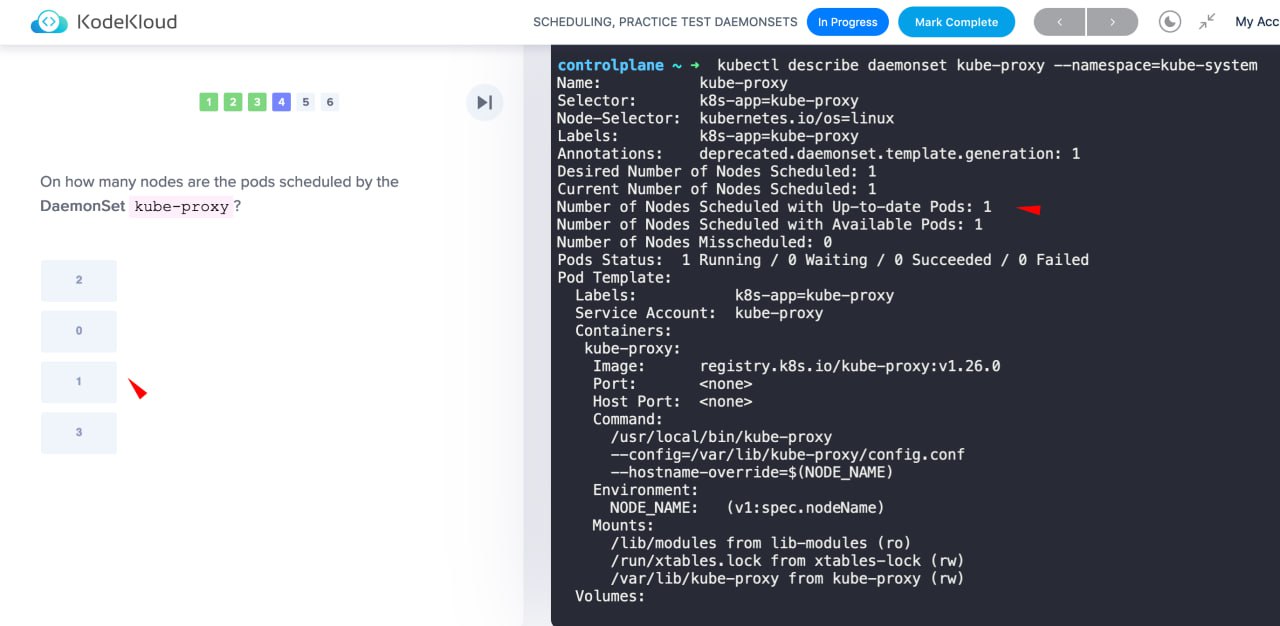 KodeKloud
SCHEDULING, PRACTICE TEST DAEMONSETS
In Progress
Mark Complete
My Acc
1 2 3 4 5 6
On how many nodes are the pods scheduled by the
DaemonSet kube-proxy?
2
0
1
3
controlplane ~ ➜  kubectl describe daemonset kube-proxy --namespace=kube-system
Name:           kube-proxy
Selector:       k8s-app=kube-proxy
Node-Selector:  kubernetes.io/os=linux
Labels:         k8s-app=kube-proxy
Annotations:    deprecated.daemonset.template.generation: 1
Desired Number of Nodes Scheduled: 1
Current Number of Nodes Scheduled: 1
Number of Nodes Scheduled with Up-to-date Pods: 1
Number of Nodes Scheduled with Available Pods: 1
Number of Nodes Misscheduled: 0
Pods Status:  1 Running / 0 Waiting / 0 Succeeded / 0 Failed
Pod Template:
  Labels:           k8s-app=kube-proxy
  Service Account:  kube-proxy
  Containers:
   kube-proxy:
    Image:      registry.k8s.io/kube-proxy:v1.26.0
    Port:       <none>
    Host Port:  <none>
    Command:
      /usr/local/bin/kube-proxy
      --config=/var/lib/kube-proxy/config.conf
      --hostname-override=$(NODE_NAME)
    Environment:
      NODE_NAME:   (v1:spec.nodeName)
    Mounts:
      /lib/modules from lib-modules (ro)
      /run/xtables.lock from xtables-lock (rw)
      /var/lib/kube-proxy from kube-proxy (rw)
  Volumes: